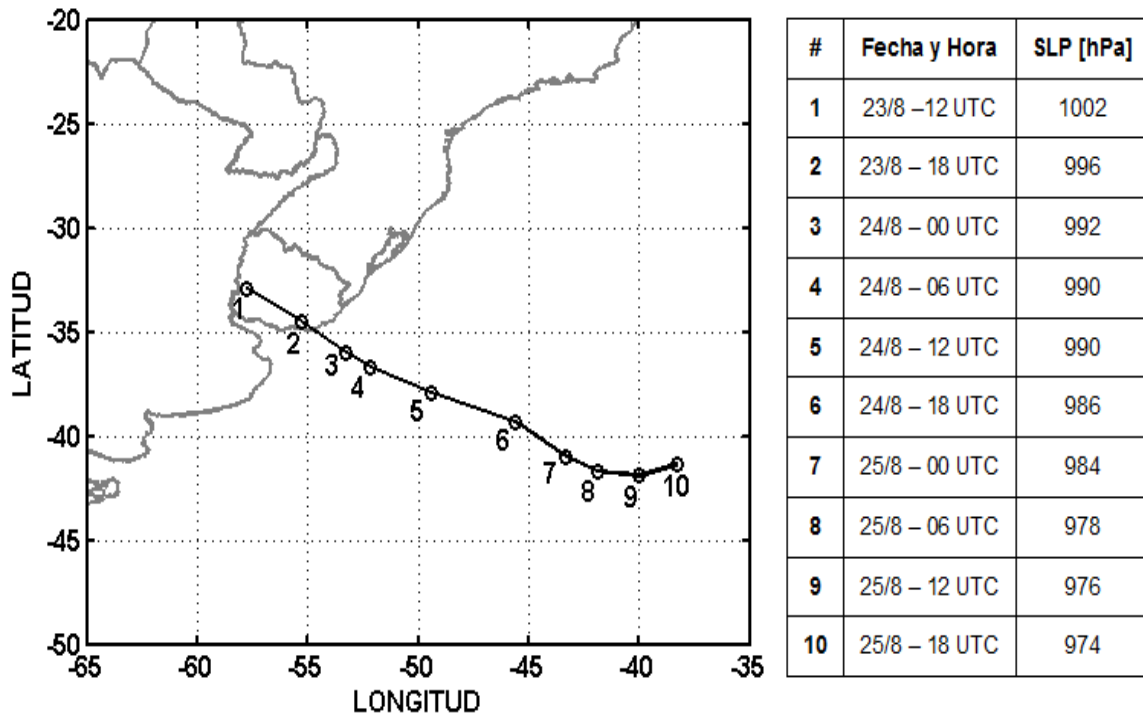 -20
-25
-30
-35
-40
-45
-50
LATITUD
-65 -60 -55 -50 -45 -40 -35
LONGITUD
1
2
3
4
5
6
7
8
9
10
# Fecha y Hora SLP [hPa]
1 23/8 –12 UTC 1002
2 23/8 – 18 UTC 996
3 24/8 – 00 UTC 992
4 24/8 – 06 UTC 990
5 24/8 – 12 UTC 990
6 24/8 – 18 UTC 986
7 25/8 – 00 UTC 984
8 25/8 – 06 UTC 978
9 25/8 – 12 UTC 976
10 25/8 – 18 UTC 974